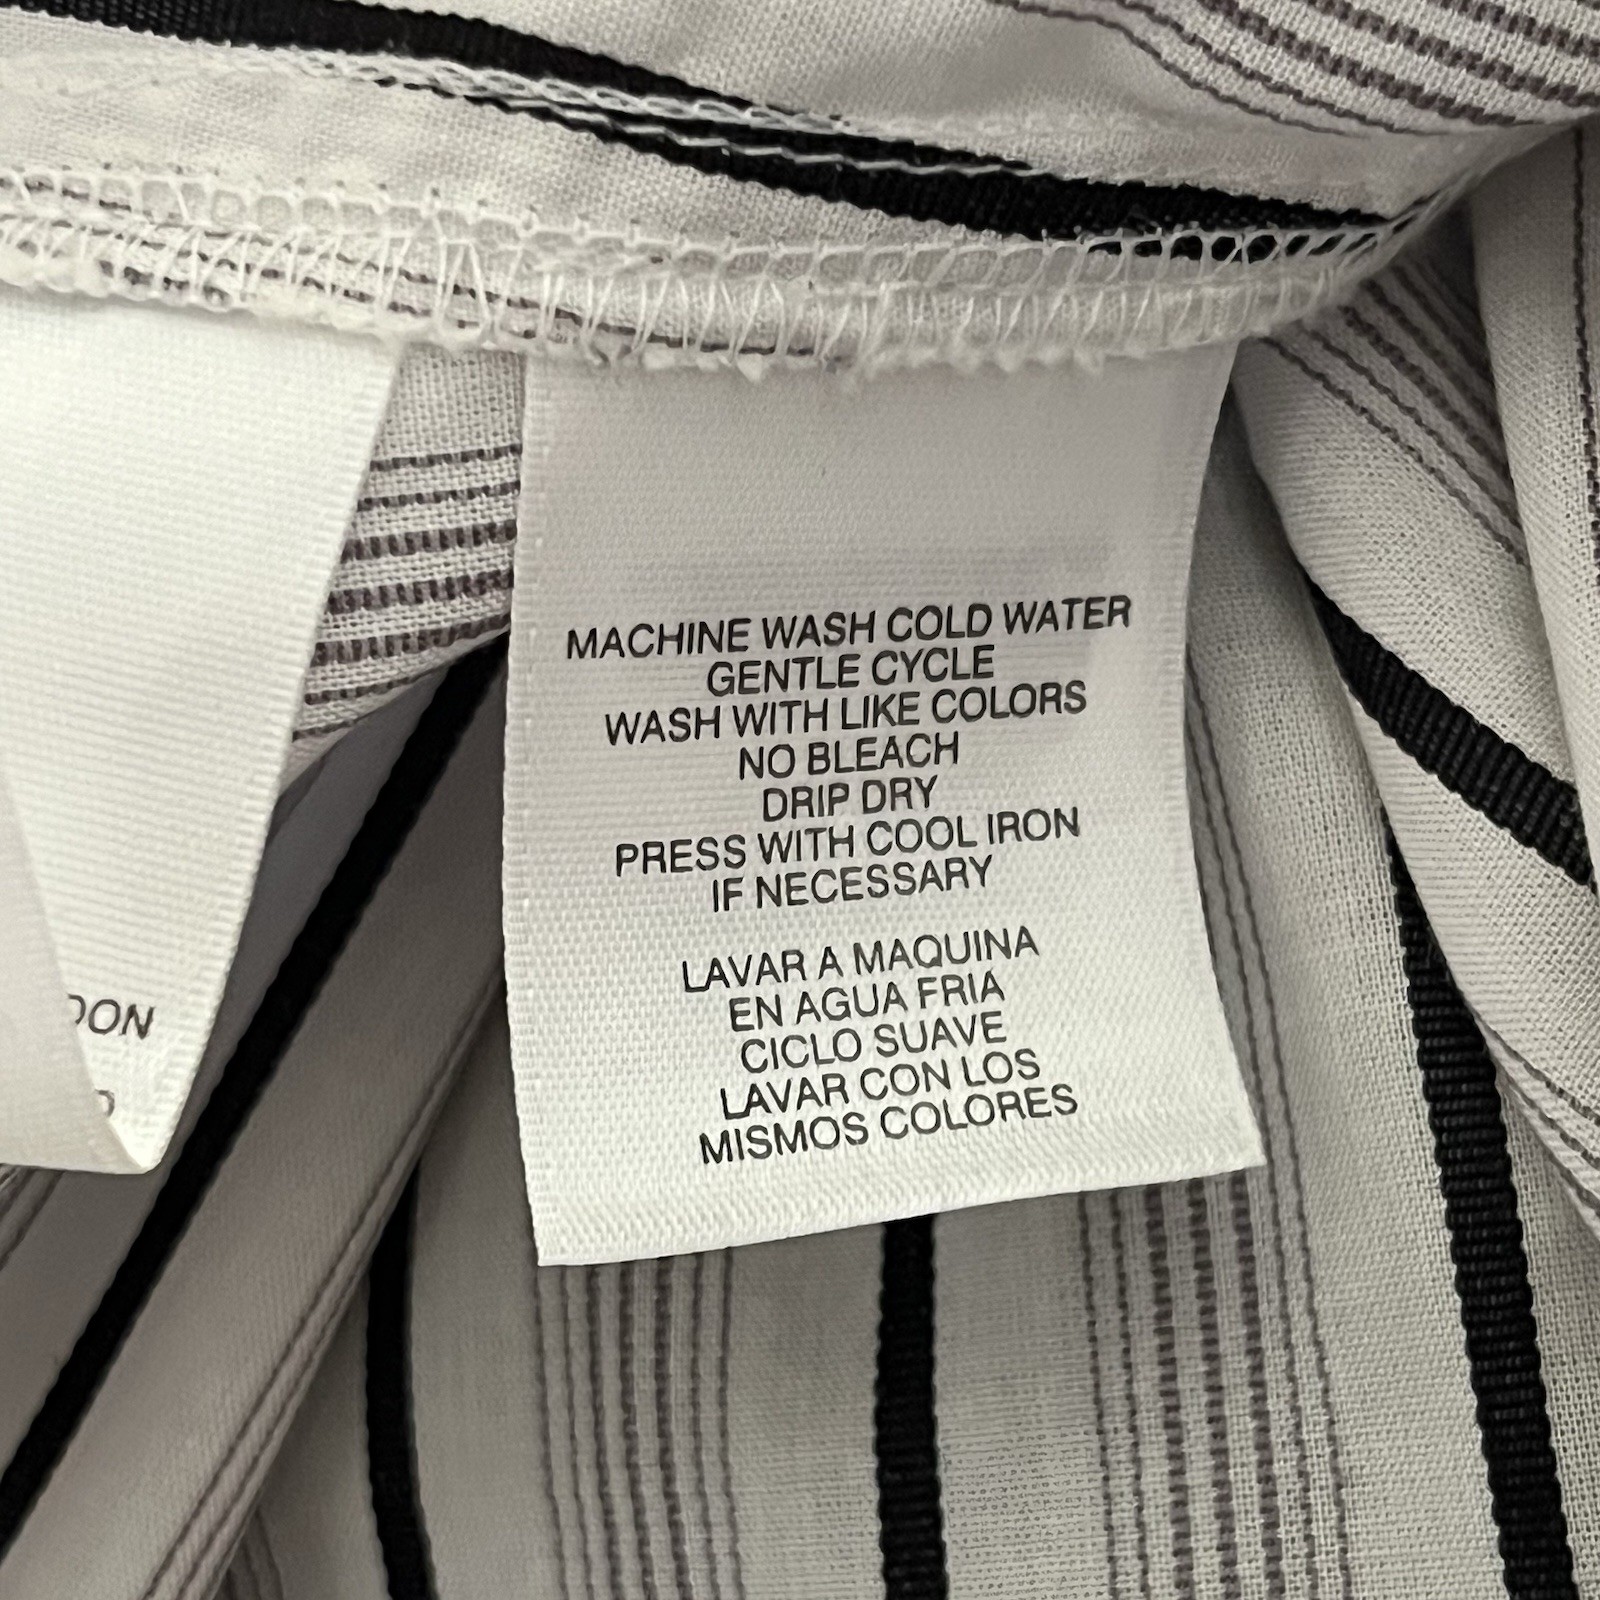 MACHINE WASH COLD WATER
GENTLE CYCLE
WASH WITH LIKE COLORS
NO BLEACH
DRIP DRY
PRESS WITH COOL IRON
IF NECESSARY
LAVAR A MAQUINA
EN AGUA FRIA
CICLO SUAVE
LAVAR CON LOS
MISMOS COLORES